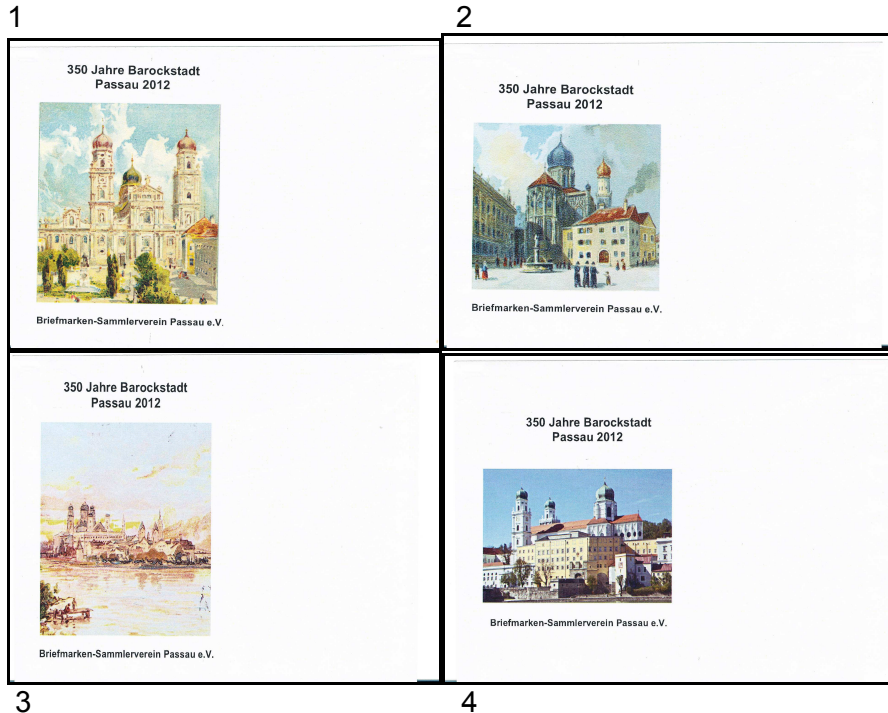 1
350 Jahre Barockstadt
Passau 2012
Briefmarken-Sammlerverein Passau e.V.
2
350 Jahre Barockstadt
Passau 2012
Briefmarken-Sammlerverein Passau e.V.
350 Jahre Barockstadt
Passau 2012
Briefmarken-Sammlerverein Passau e.V.
3
350 Jahre Barockstadt
Passau 2012
Briefmarken-Sammlerverein Passau e.V.
4